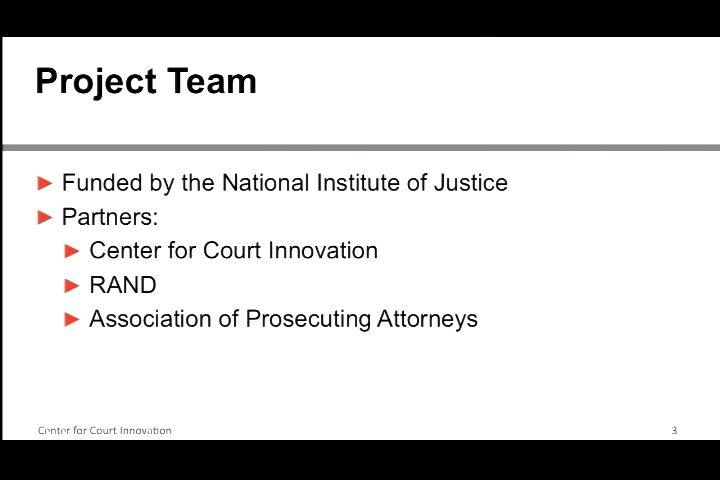 Project Team
► Funded by the National Institute of Justice
► Partners:
► Center for Court Innovation
► RAND
► Association of Prosecuting Attorneys
Center for Court Innovation
3